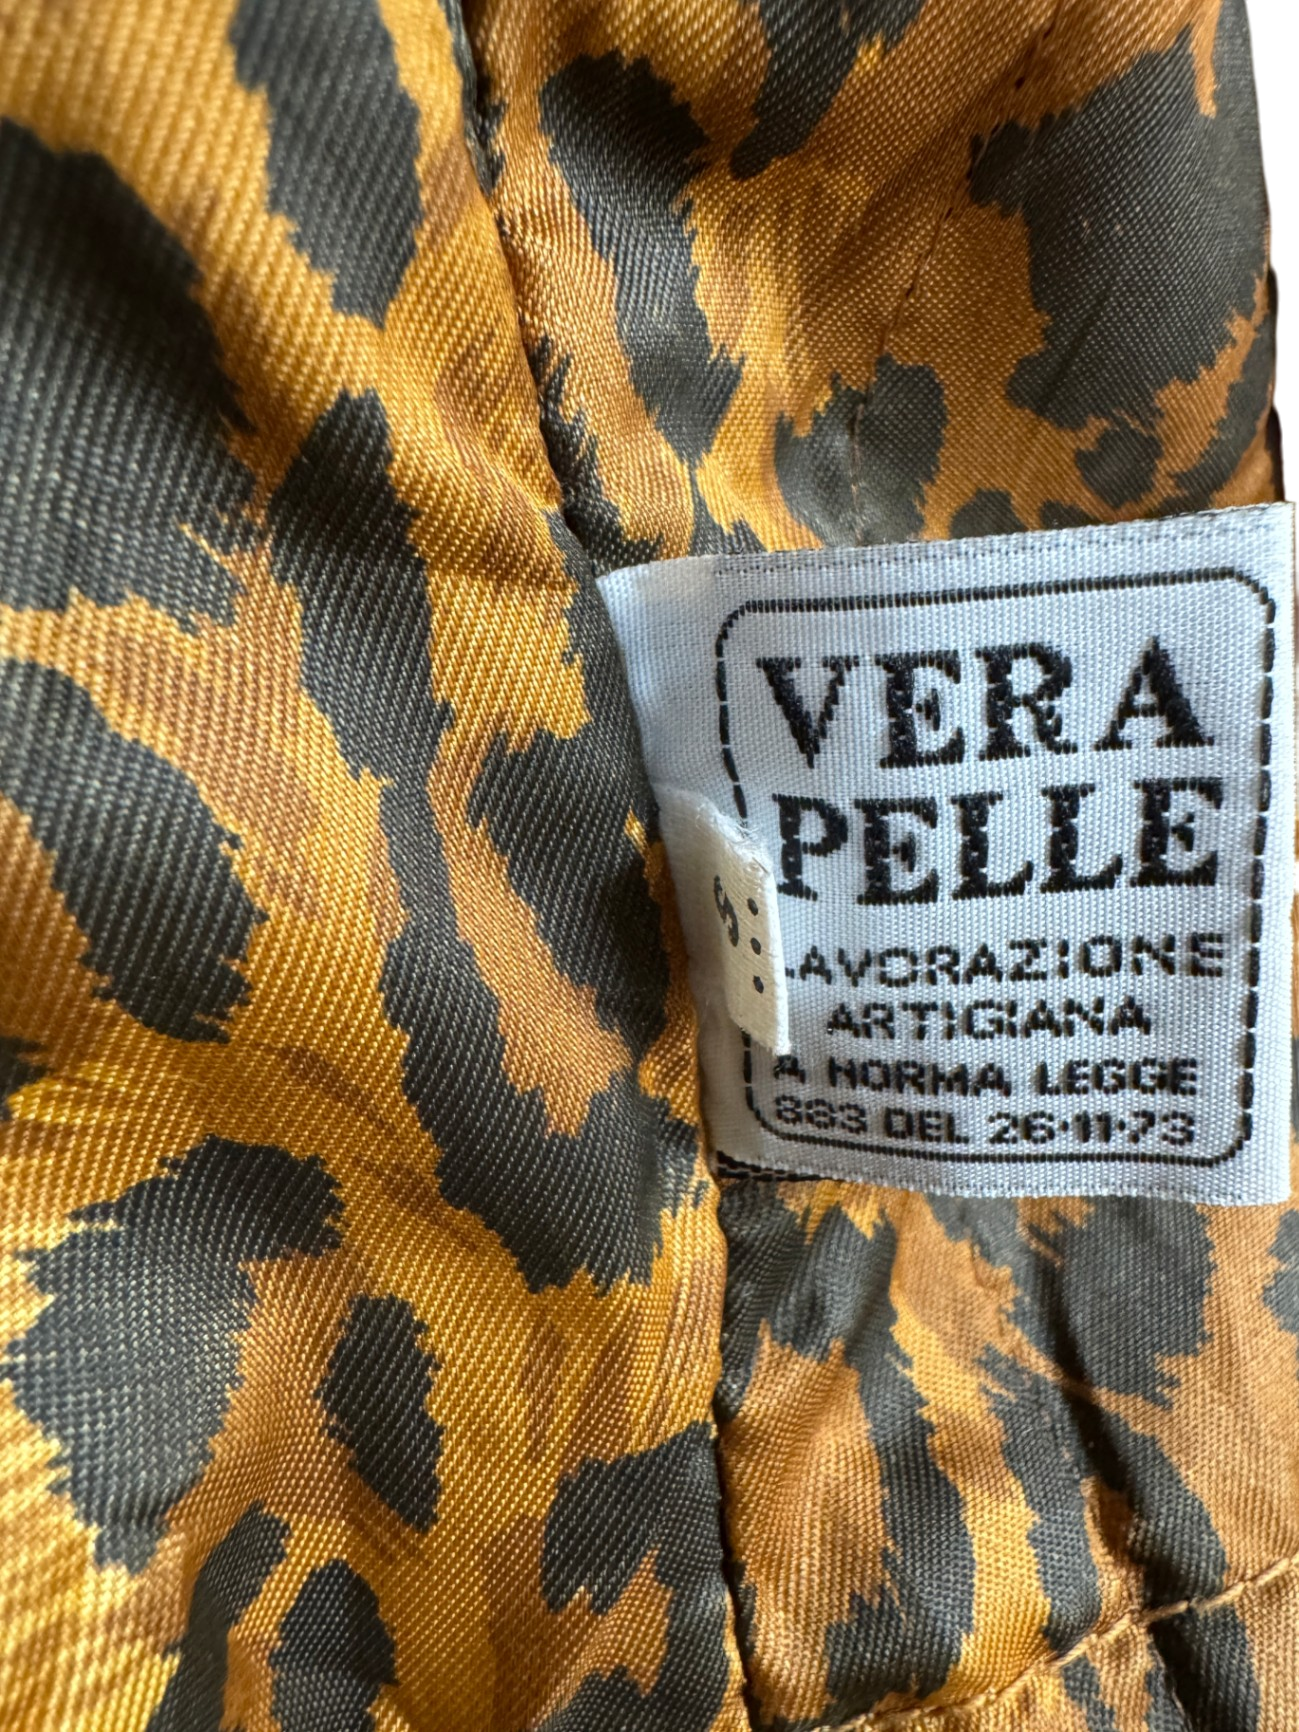 VERA
PELLE
LAVORAZIONE
ARTIGIANA
A NORMA LEGGE
883 DEL 26·11·73
S